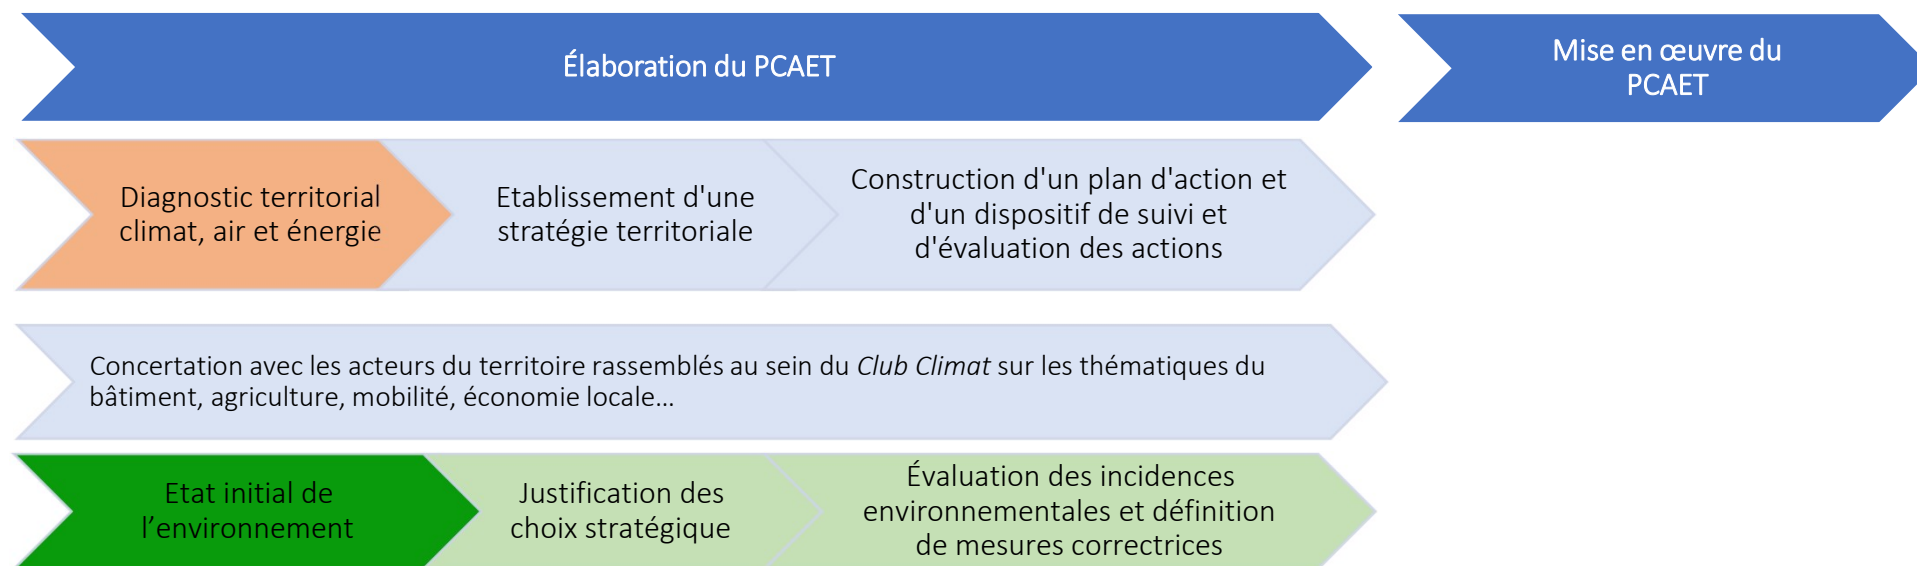 Élaboration du PCAET
Mise en œuvre du
PCAET
Diagnostic territorial
climat, air et énergie
Etablissement d'une
stratégie territoriale
Construction d'un plan d'action et
d'un dispositif de suivi et
d'évaluation des actions
Concertation avec les acteurs du territoire rassemblés au sein du Club Climat sur les thématiques du
bâtiment, agriculture, mobilité, économie locale…
Etat initial de
l’environnement
Justification des
choix stratégique
Évaluation des incidences
environnementales et définition
de mesures correctrices